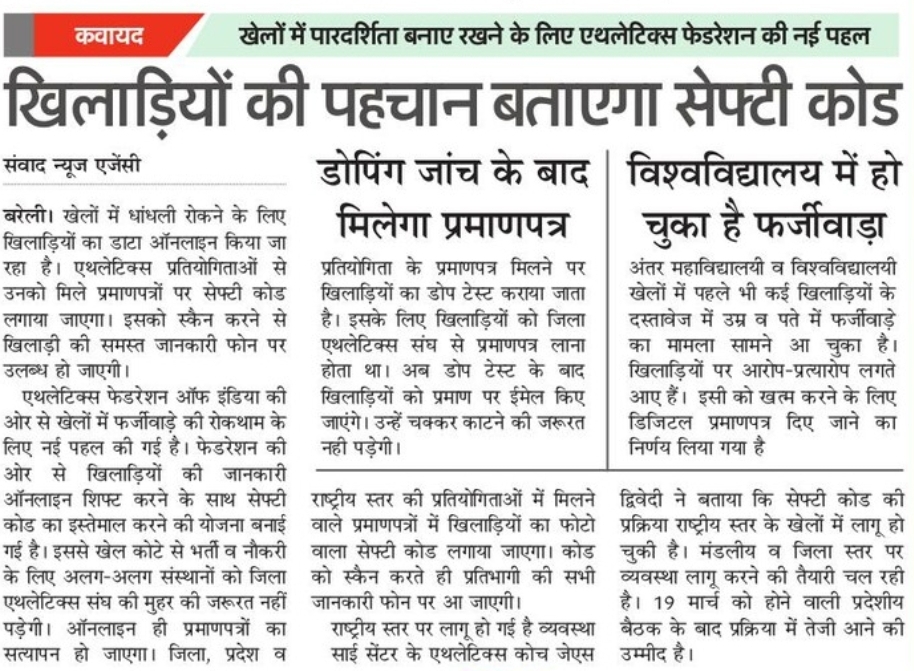 कवायद
खेलों में पारदर्शिता बनाए रखने के लिए एथलेटिक्स फेडरेशन की नई पहल
खिलाड़ियों की पहचान बताएगा सेफ्टी कोड
संवाद न्यूज एजेंसी
बरेली। खेलों में धांधली रोकने के लिए
खिलाड़ियों का डाटा ऑनलाइन किया जा
रहा है। एथलेटिक्स प्रतियोगिताओं से
उनको मिले प्रमाणपत्रों पर सेफ्टी कोड
लगाया जाएगा। इसको स्कैन करने से
खिलाड़ी की समस्त जानकारी फोन पर
उलब्ध हो जाएगी।
एथलेटिक्स फेडरेशन ऑफ इंडिया की
ओर से खेलों में फर्जीवाड़े की रोकथाम के
लिए नई पहल की गई है। फेडरेशन की
ओर से खिलाड़ियों की जानकारी
ऑनलाइन शिफ्ट करने के साथ सेफ्टी
कोड का इस्तेमाल करने की योजना बनाई
गई है। इससे खेल कोटे से भर्ती व नौकरी
के लिए अलग-अलग संस्थानों को जिला
एथलेटिक्स संघ की मुहर की जरूरत नहीं
पड़ेगी। ऑनलाइन ही प्रमाणपत्रों का
सत्यापन हो जाएगा। जिला, प्रदेश व
डोपिंग जांच के बाद
मिलेगा प्रमाणपत्र
प्रतियोगिता के प्रमाणपत्र मिलने पर
खिलाड़ियों का डोप टेस्ट कराया जाता
है। इसके लिए खिलाड़ियों को जिला
एथलेटिक्स संघ से प्रमाणपत्र लाना
होता था। अब डोप टेस्ट के बाद
खिलाड़ियों को प्रमाण पर ईमेल किए
जाएंगे। उन्हें चक्कर काटने की जरूरत
नही पड़ेगी।
विश्वविद्यालय में हो
चुका है फर्जीवाड़ा
अंतर महाविद्यालयी व विश्वविद्यालयी
खेलों में पहले भी कई खिलाड़ियों के
दस्तावेज में उम्र व पते में फर्जीवाड़े
का मामला सामने आ चुका है।
खिलाड़ियों पर आरोप-प्रत्यारोप लगते
आए हैं। इसी को खत्म करने के लिए
डिजिटल प्रमाणपत्र दिए जाने का
निर्णय लिया गया है
राष्ट्रीय स्तर की प्रतियोगिताओं में मिलने
वाले प्रमाणपत्रों में खिलाड़ियों का फोटो
वाला सेफ्टी कोड लगाया जाएगा। कोड
को स्कैन करते ही प्रतिभागी की सभी
जानकारी फोन पर आ जाएगी।
राष्ट्रीय स्तर पर लागू हो गई है व्यवस्था
साई सेंटर के एथलेटिक्स कोच जेएस
द्विवेदी ने बताया कि सेफ्टी कोड की
प्रक्रिया राष्ट्रीय स्तर के खेलों में लागू हो
चुकी है। मंडलीय व जिला स्तर पर
व्यवस्था लागू करने की तैयारी चल रही
है। 19 मार्च को होने वाली प्रदेशीय
बैठक के बाद प्रक्रिया में तेजी आने की
उम्मीद है।